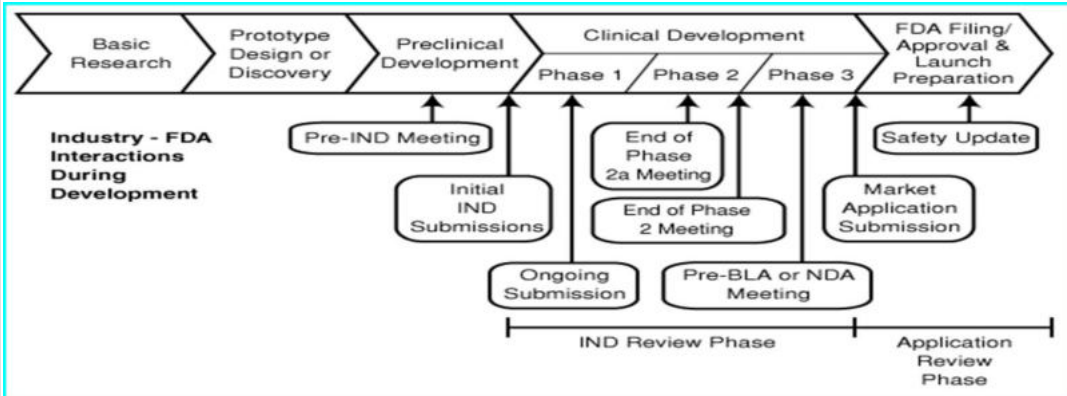 Basic
Research
Prototype
Design or
Discovery
Preclinical
Development
Clinical Development
Phase 1
Phase 2
Phase 3
FDA Filing/
Approval &
Launch
Preparation
Industry - FDA
Interactions
During
Development
Pre-IND Meeting
Initial
IND
Submissions
Ongoing
Submission
End of
Phase
2a Meeting
End of Phase
2 Meeting
Pre-BLA or NDA
Meeting
Market
Application
Submission
Safety Update
IND Review Phase
Application
Review
Phase